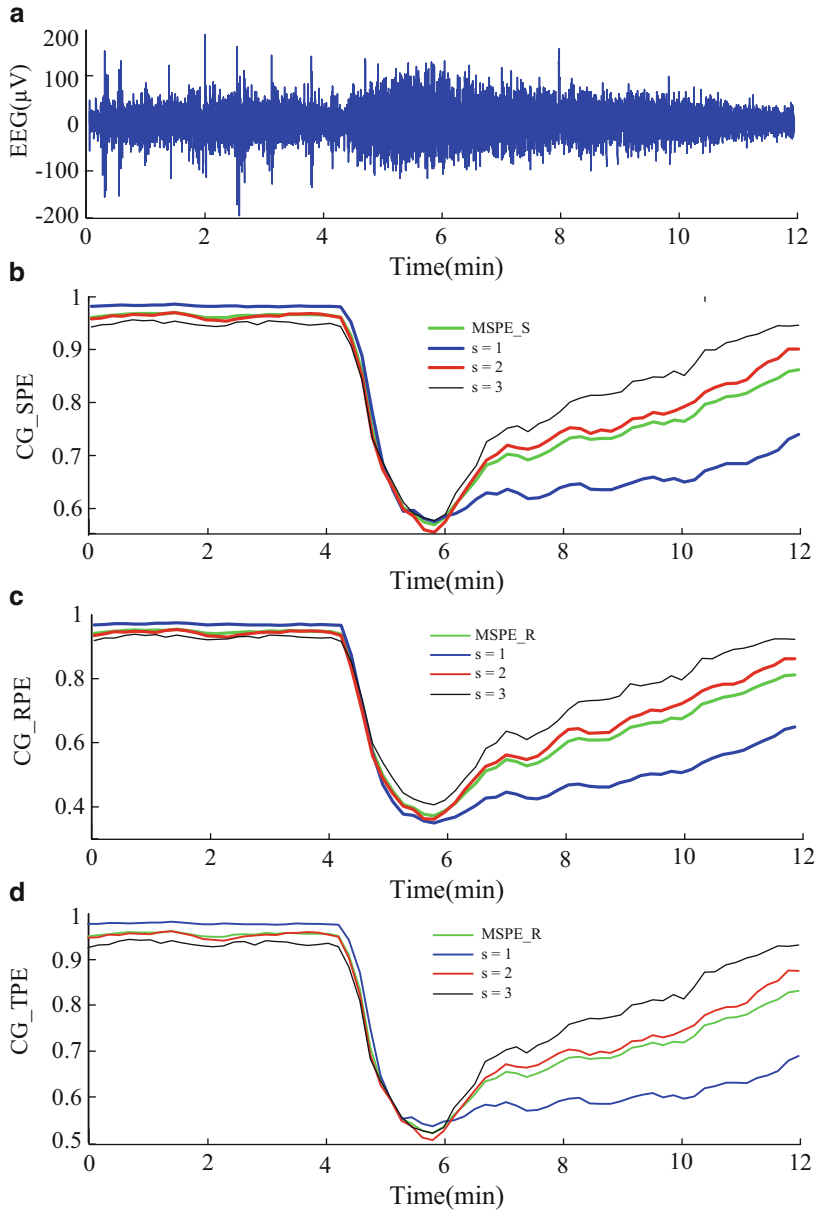 a
200
100
0
-100
-200
EEG(μV)
0 2 4 6 8 10 12
Time(min)
b
1
0.9
0.8
0.7
0.6
CG_SPE
MSPE_S
s = 1
s = 2
s = 3
0 2 4 6 8 10 12
Time(min)
c
1
0.8
0.6
0.4
CG_RPE
MSPE_R
s = 1
s = 2
s = 3
0 2 4 6 8 10 12
Time(min)
d
1
0.9
0.8
0.7
0.6
0.5
CG_TPE
MSPE_R
s = 1
s = 2
s = 3
0 2 4 6 8 10 12
Time(min)